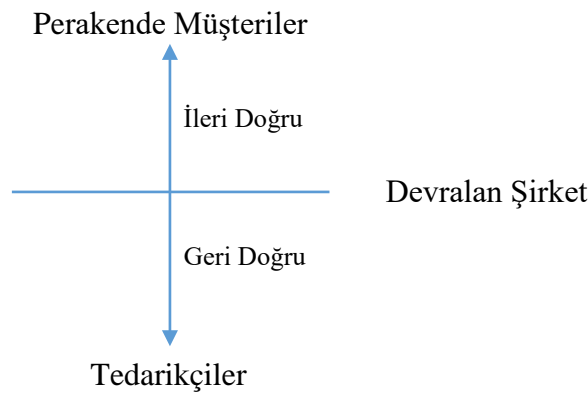 Perakende Müşteriler
İleri Doğru
Devralan Şirket
Geri Doğru
Tedarikçiler